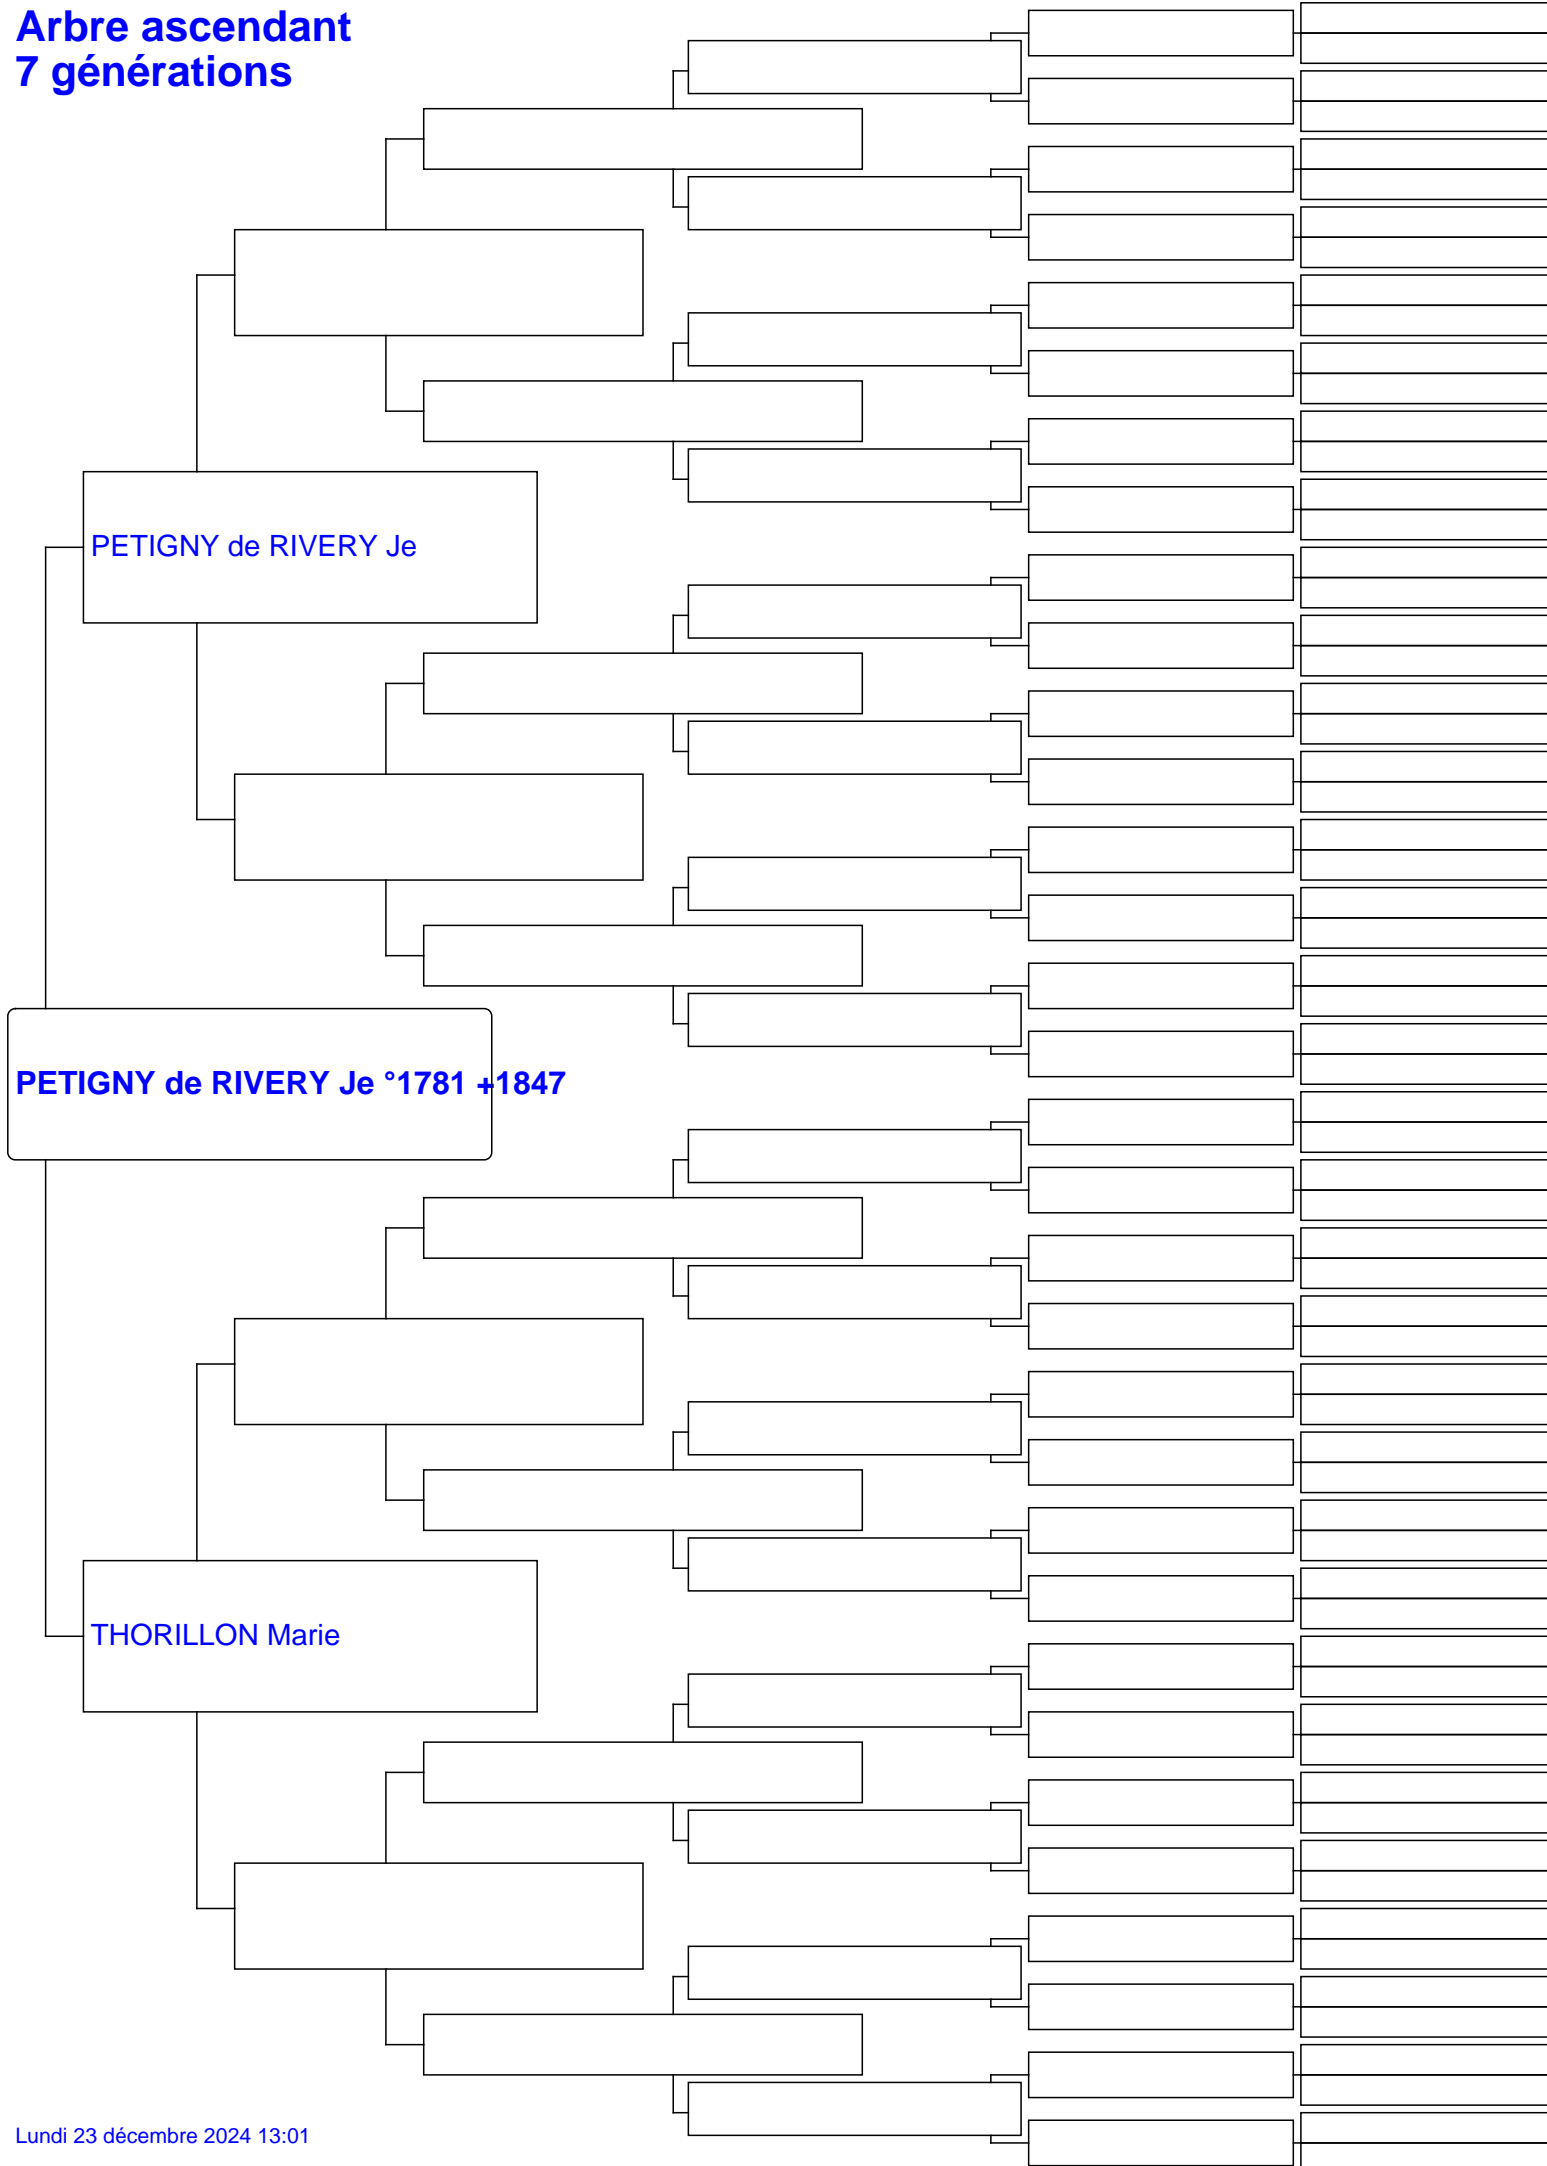 Arbre ascendant
7 générations
PETIGNY de RIVERY Je
PETIGNY de RIVERY Je °1781 +1847
THORILLON Marie
Lundi 23 décembre 2024 13:01